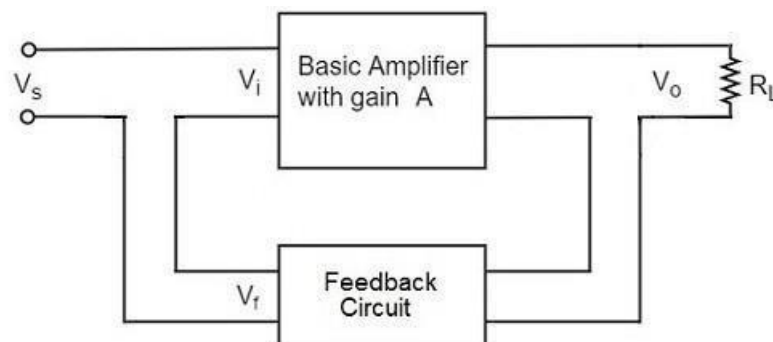 Basic Amplifier
with gain A
Vs
Vi
Vo
RL
Vf
Feedback
Circuit